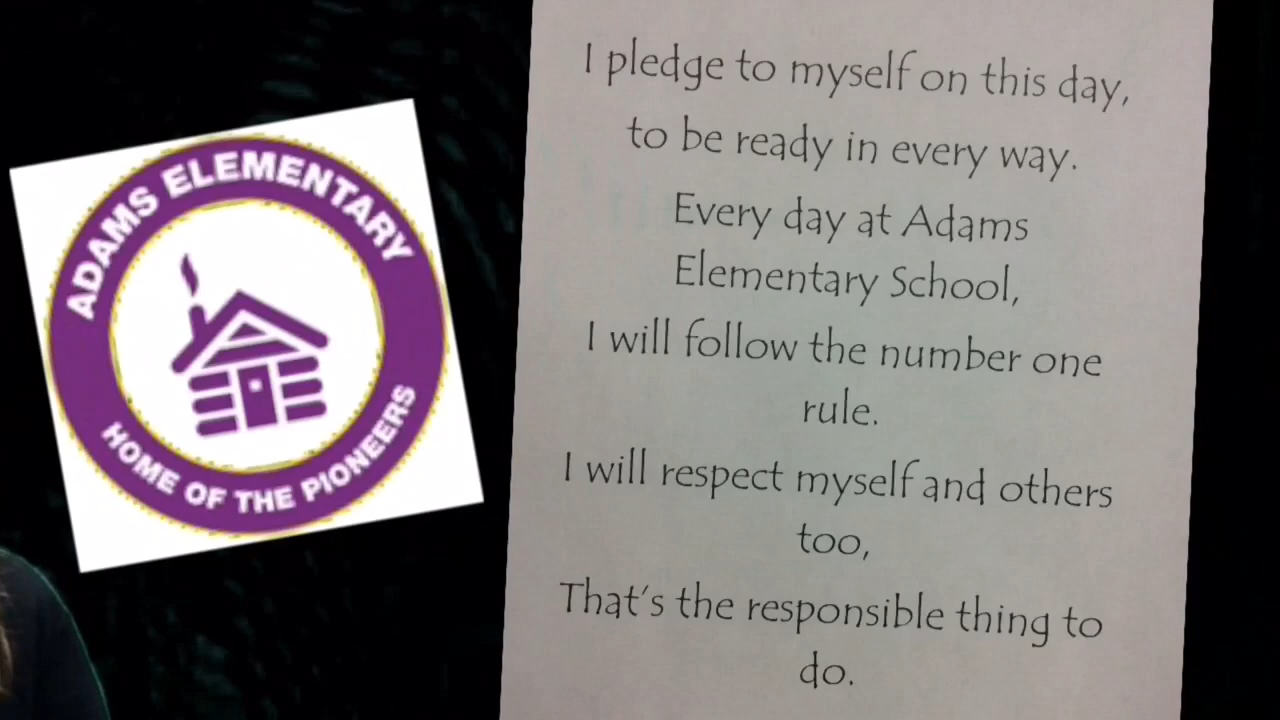 ADAMS ELEMENTARY
HOME OF THE PIONEERS
I pledge to myself on this day,
to be ready in every way.
Every day at Adams
Elementary School,
I will follow the number one
rule.
I will respect myself and others
too,
That's the responsible thing to
do.